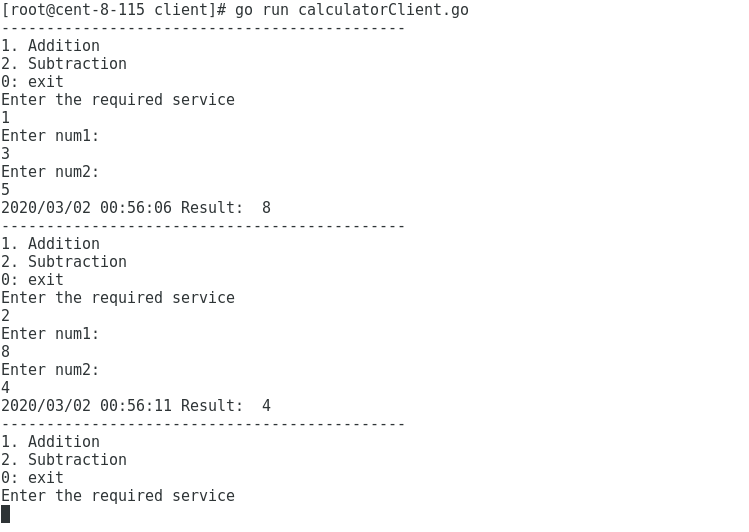 [root@cent-8-115 client]# go run calculatorClient.go
---------------------------------------------
1. Addition
2. Subtraction
0: exit
Enter the required service
1
Enter num1:
3
Enter num2:
5
2020/03/02 00:56:06 Result:  8
---------------------------------------------
1. Addition
2. Subtraction
0: exit
Enter the required service
2
Enter num1:
8
Enter num2:
4
2020/03/02 00:56:11 Result:  4
---------------------------------------------
1. Addition
2. Subtraction
0: exit
Enter the required service